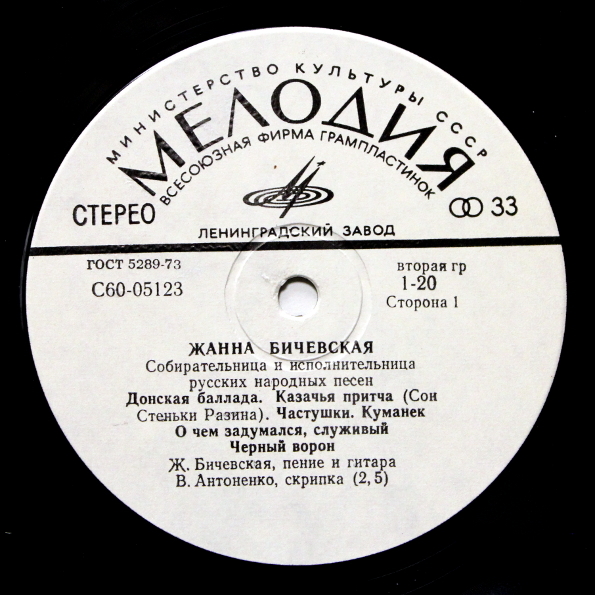 МИНИСТЕРСТВО КУЛЬТУРЫ СССР
МЕЛОДИЯ
ВСЕСОЮЗНАЯ ФИРМА ГРАМПЛАСТИНОК
СТЕРЕО
33
ЛЕНИНГРАДСКИЙ ЗАВОД
ГОСТ 5289-73
вторая гр
С60-05123
1-20
Сторона 1
ЖАННА БИЧЕВСКАЯ
Собирательница и исполнительница
русских народных песен
Донская баллада. Казачья притча (Сон
Стеньки Разина). Частушки. Куманек
О чем задумался, служивый
Черный ворон
Ж. Бичевская, пение и гитара
В. Антоненко, скрипка (2,5)